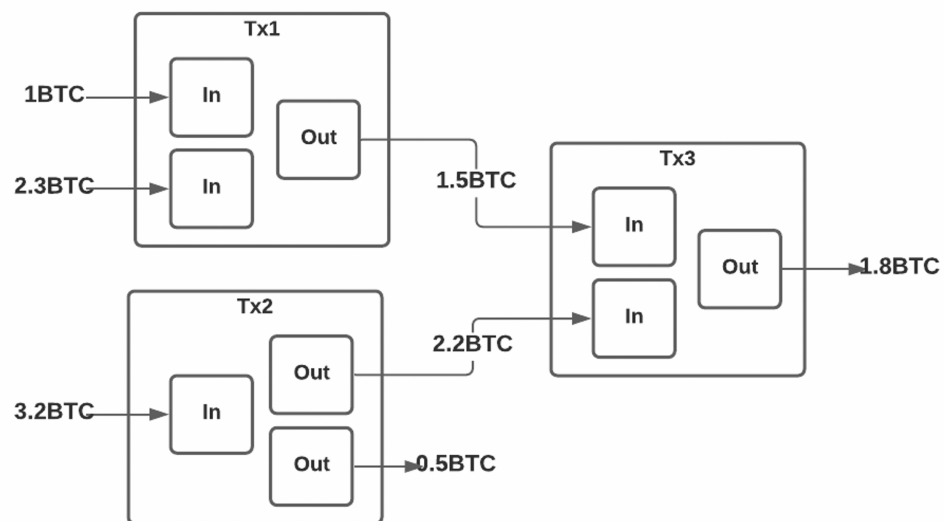 Tx1
1BTC
In
Out
2.3BTC
In
1.5BTC
Tx3
In
Out
1.8BTC
In
Tx2
Out
2.2BTC
3.2BTC
In
Out
0.5BTC